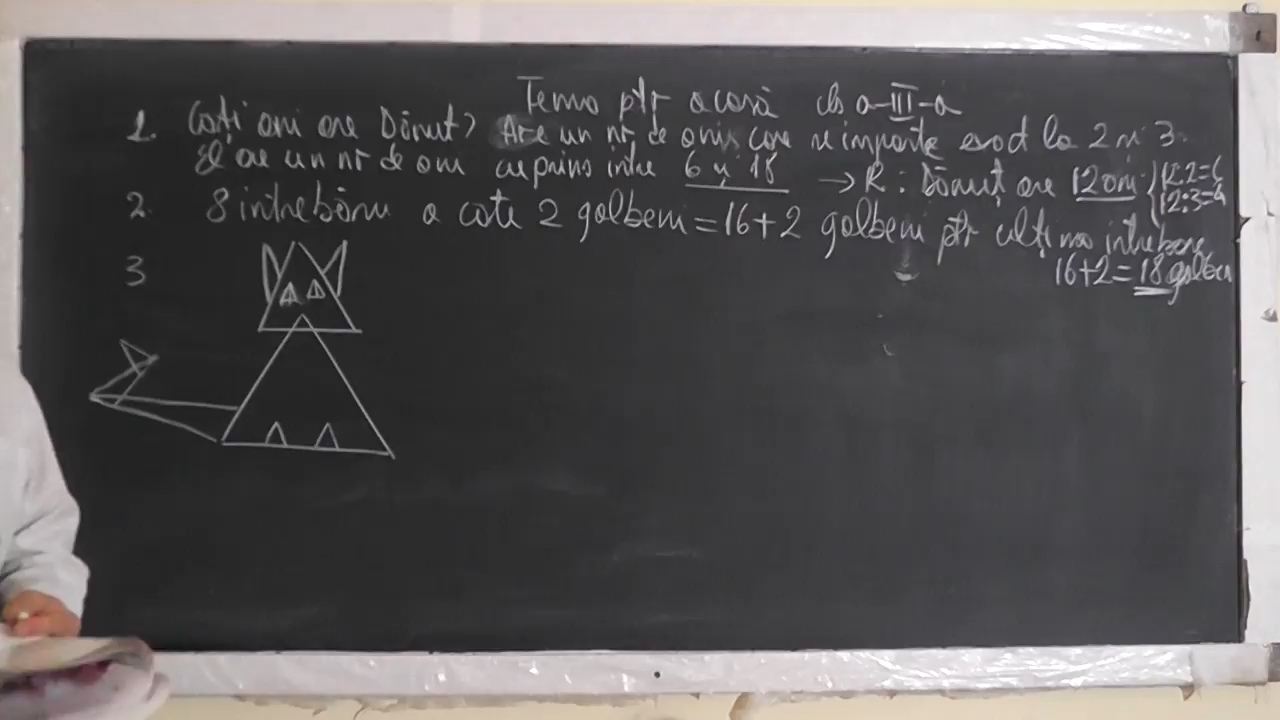 Tema ptr acasă cls a-III-a
1. Câți ani are Dănuț? Are un nr de anis care se împarte exact la 2 și 3.
El are un nr de ani cuprins între 6 și 18 → R: Dănuț are 12 ani { 12:2=6
12:3=4
2. 8 întrebări a câte 2 galbeni = 16+2 galbeni ptr ultima întrebare
16+2=18 galbeni
3